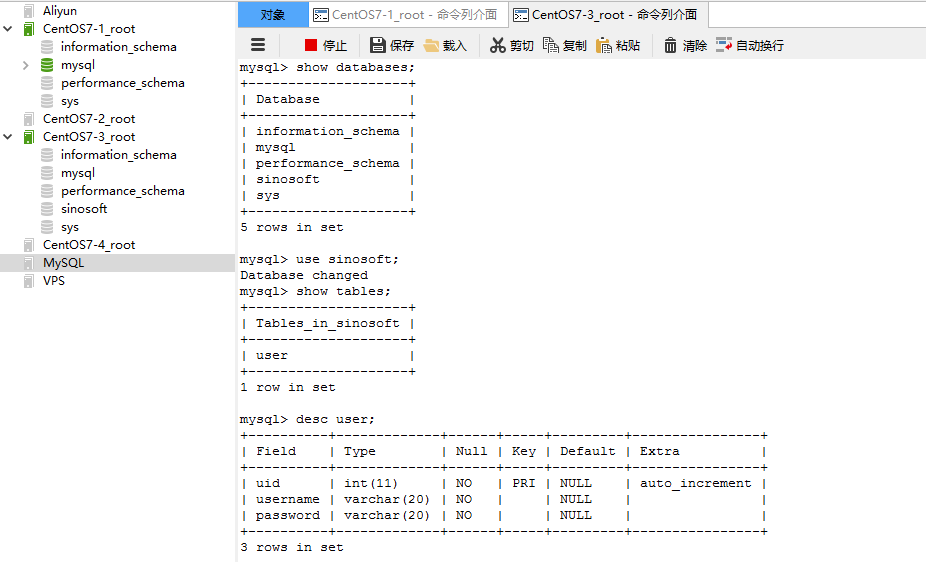 Aliyun
CentOS7-1_root
information_schema
mysql
performance_schema
sys
CentOS7-2_root
CentOS7-3_root
information_schema
mysql
performance_schema
sinosoft
sys
CentOS7-4_root
MySQL
VPS
对象 CentOS7-1_root - 命令列介面 CentOS7-3_root - 命令列介面
停止 保存 载入 剪切 复制 粘贴 清除 自动换行
mysql> show databases;
+--------------------+
| Database           |
+--------------------+
| information_schema |
| mysql              |
| performance_schema |
| sinosoft           |
| sys                |
+--------------------+
5 rows in set
mysql> use sinosoft;
Database changed
mysql> show tables;
+--------------------+
| Tables_in_sinosoft |
+--------------------+
| user               |
+--------------------+
1 row in set
mysql> desc user;
+----------+-------------+------+-----+---------+----------------+
| Field    | Type        | Null | Key | Default | Extra          |
+----------+-------------+------+-----+---------+----------------+
| uid      | int(11)     | NO   | PRI | NULL    | auto_increment |
| username | varchar(20) | NO   |     | NULL    |                |
| password | varchar(20) | NO   |     | NULL    |                |
+----------+-------------+------+-----+---------+----------------+
3 rows in set